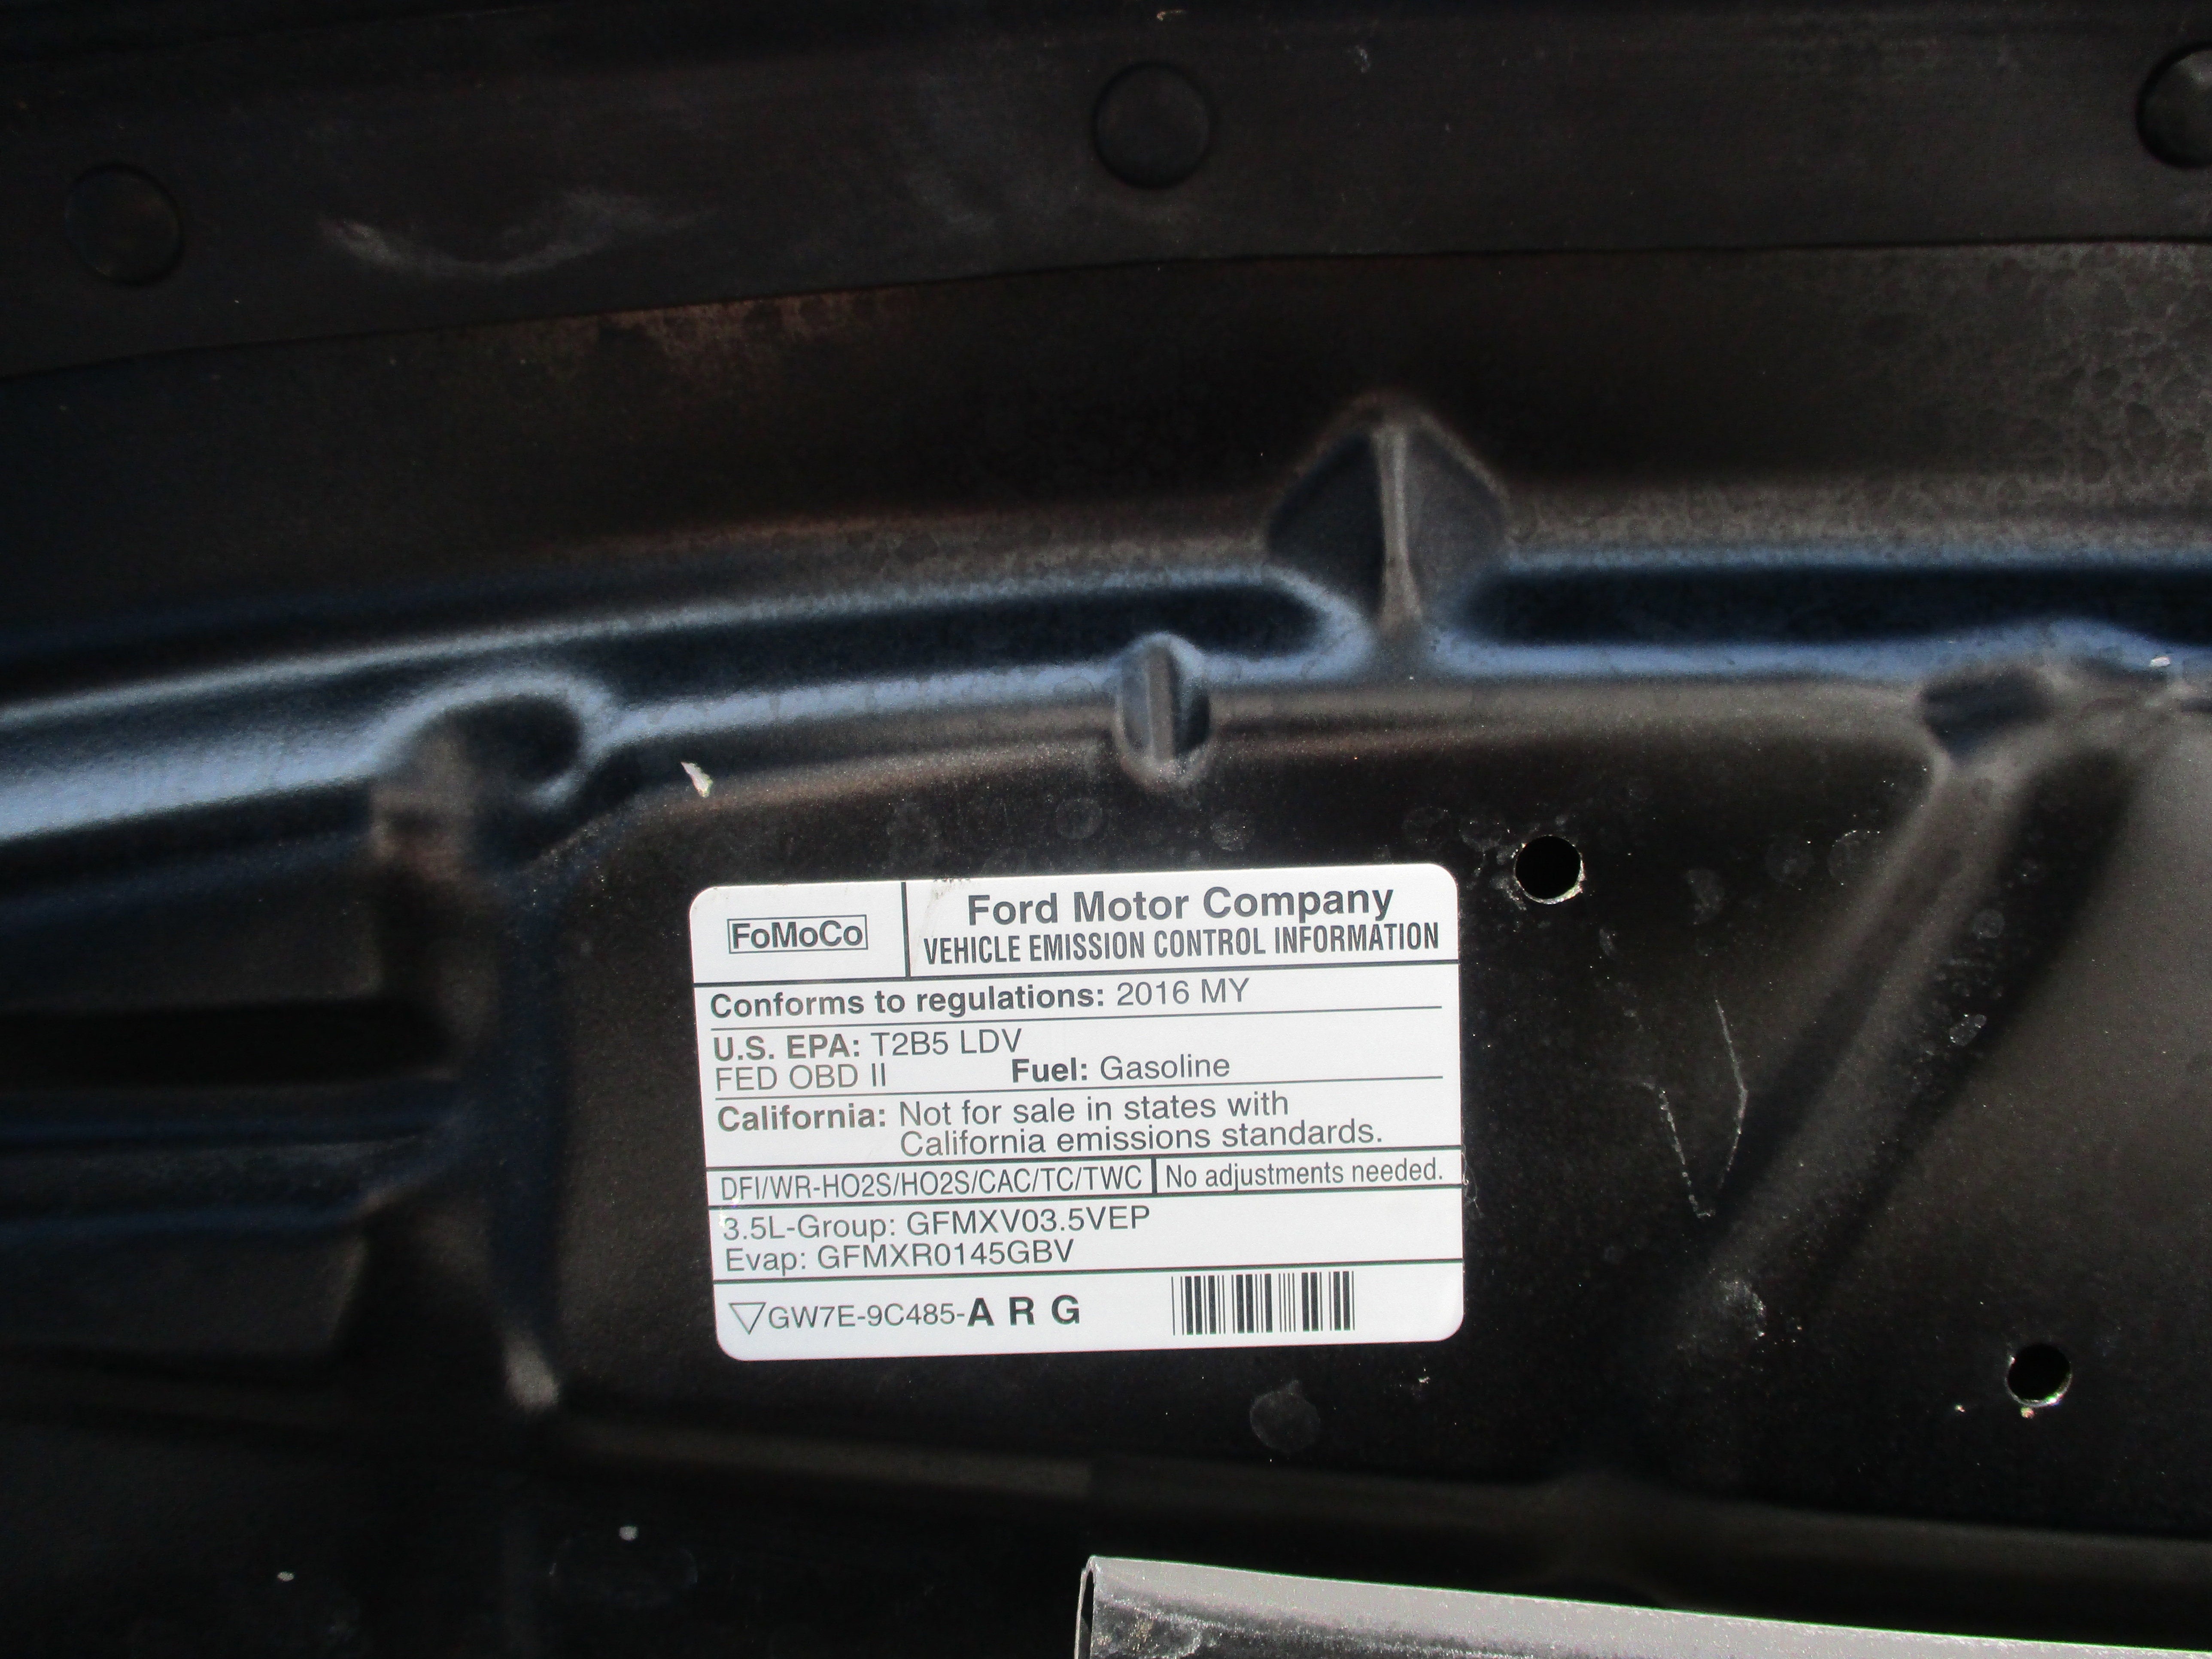 FoMoCo
Ford Motor Company
VEHICLE EMISSION CONTROL INFORMATION
Conforms to regulations: 2016 MY
U.S. EPA: T2B5 LDV
FED OBD II Fuel: Gasoline
California: Not for sale in states with
California emissions standards.
DFI/WR-HO2S/HO2S/CAC/TC/TWC No adjustments needed.
3.5L-Group: GFMXV03.5VEP
Evap: GFMXR0145GBV
GW7E-9C485-A R G